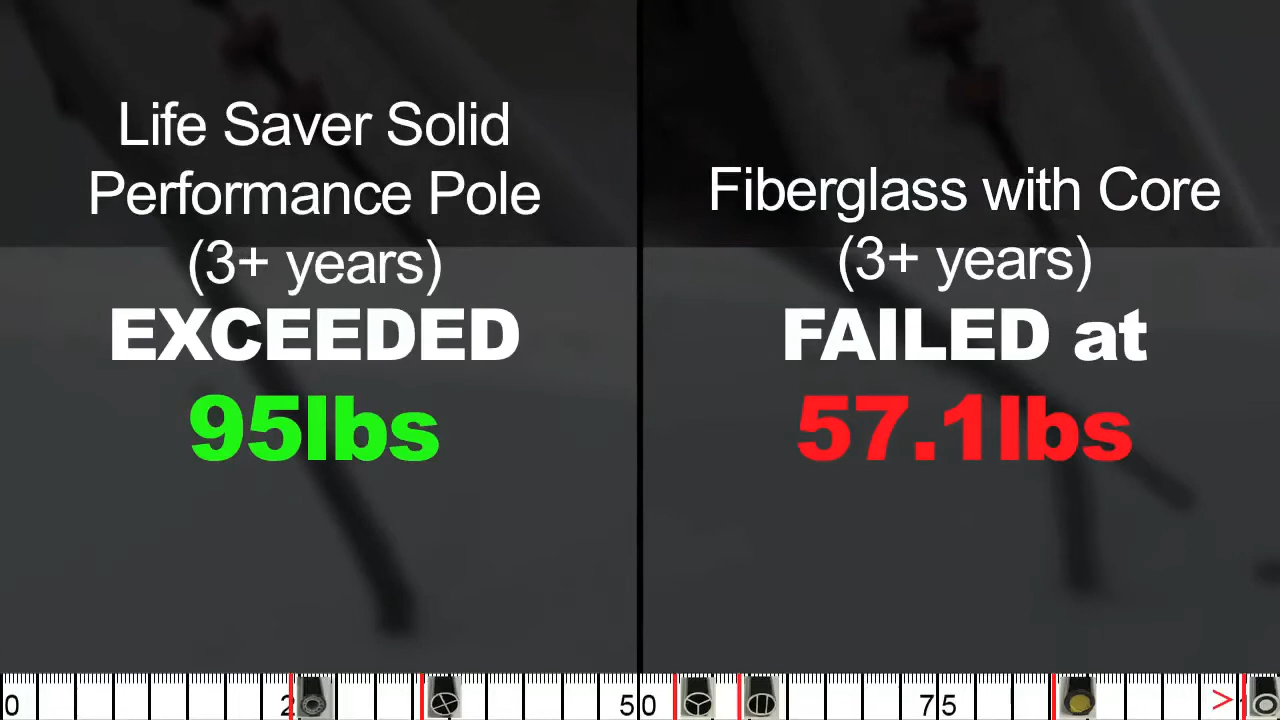 Life Saver Solid
Performance Pole
(3+ years)
EXCEEDED
95lbs
Fiberglass with Core
(3+ years)
FAILED at
57.1lbs
0 2 50 75 >